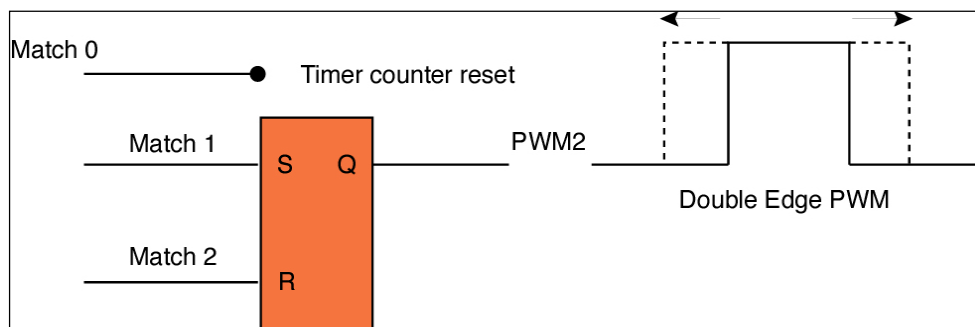 Match 0
Timer counter reset
Match 1
S
Q
PWM2
Double Edge PWM
Match 2
R